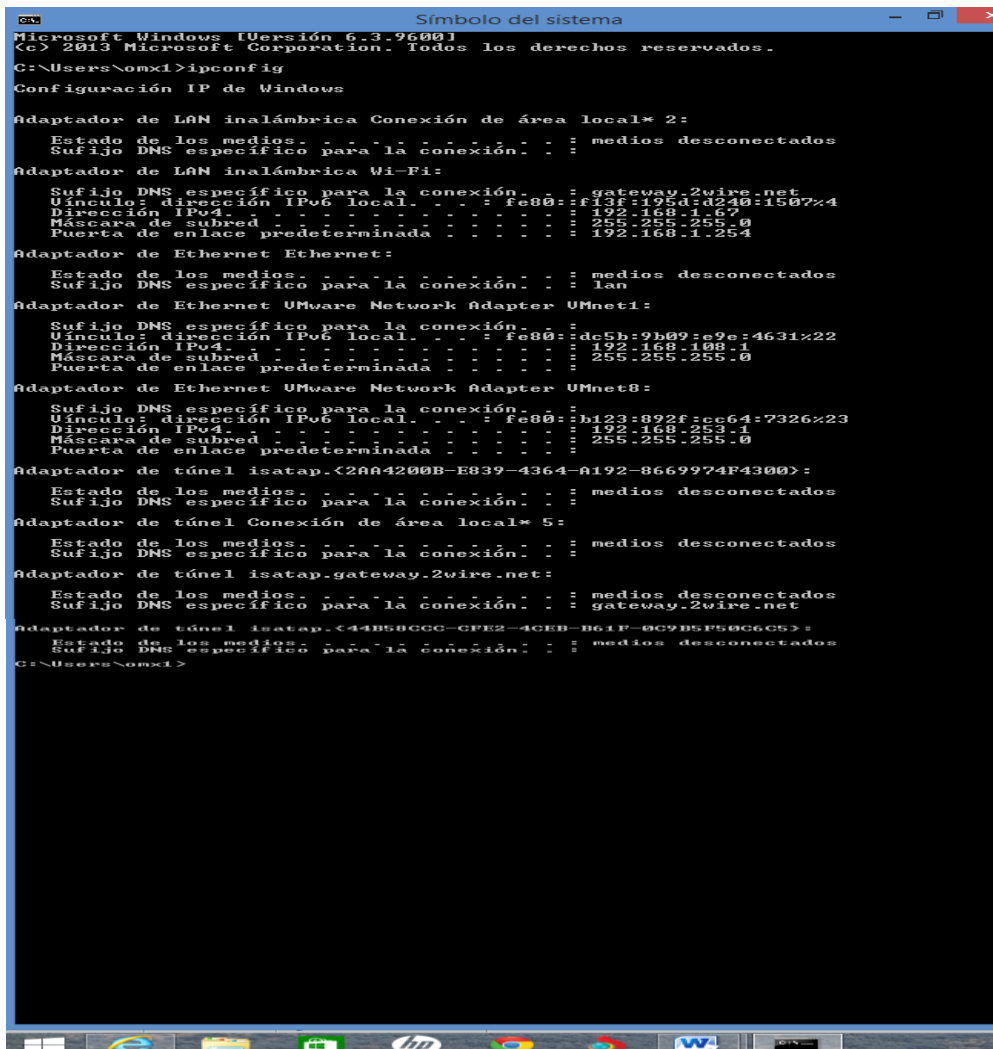 Símbolo del sistema
Microsoft Windows [Versión 6.3.9600]
(c) 2013 Microsoft Corporation. Todos los derechos reservados.
C:\Users\omx1>ipconfig
Configuración IP de Windows
Adaptador de LAN inalámbrica Conexión de área local* 2:
Estado de los medios. . . . . . . . . . . : medios desconectados
Sufijo DNS específico para la conexión. . :
Adaptador de LAN inalámbrica Wi-Fi:
Sufijo DNS específico para la conexión. . : gateway.2wire.net
Vínculo: dirección IPv6 local. . . : fe80::f13f:195d:d240:1507%4
Dirección IPv4. . . . . . . . . . . . . . : 192.168.1.67
Máscara de subred . . . . . . . . . . . . : 255.255.255.0
Puerta de enlace predeterminada . . . . . : 192.168.1.254
Adaptador de Ethernet Ethernet:
Estado de los medios. . . . . . . . . . . : medios desconectados
Sufijo DNS específico para la conexión. . : lan
Adaptador de Ethernet VMware Network Adapter VMnet1:
Sufijo DNS específico para la conexión. . :
Vínculo: dirección IPv6 local. . . : fe80::dc5b:9b09:e9e:4631%22
Dirección IPv4. . . . . . . . . . . . . . : 192.168.108.1
Máscara de subred . . . . . . . . . . . . : 255.255.255.0
Puerta de enlace predeterminada . . . . . :
Adaptador de Ethernet VMware Network Adapter VMnet8:
Sufijo DNS específico para la conexión. . :
Vínculo: dirección IPv6 local. . . : fe80::b123:892f:cc64:7326%23
Dirección IPv4. . . . . . . . . . . . . . : 192.168.253.1
Máscara de subred . . . . . . . . . . . . : 255.255.255.0
Puerta de enlace predeterminada . . . . . :
Adaptador de túnel isatap.{2AA4200B-E839-4364-A192-8669974F4300}:
Estado de los medios. . . . . . . . . . . : medios desconectados
Sufijo DNS específico para la conexión. . :
Adaptador de túnel Conexión de área local* 5:
Estado de los medios. . . . . . . . . . . : medios desconectados
Sufijo DNS específico para la conexión. . :
Adaptador de túnel isatap.gateway.2wire.net:
Estado de los medios. . . . . . . . . . . : medios desconectados
Sufijo DNS específico para la conexión. . : gateway.2wire.net
Adaptador de túnel isatap.{44B58CCC-CFE2-4CEB-B61F-0C9B5F50C6C5}:
Estado de los medios. . . . . . . . . . . : medios desconectados
Sufijo DNS específico para la conexión. . :
C:\Users\omx1>